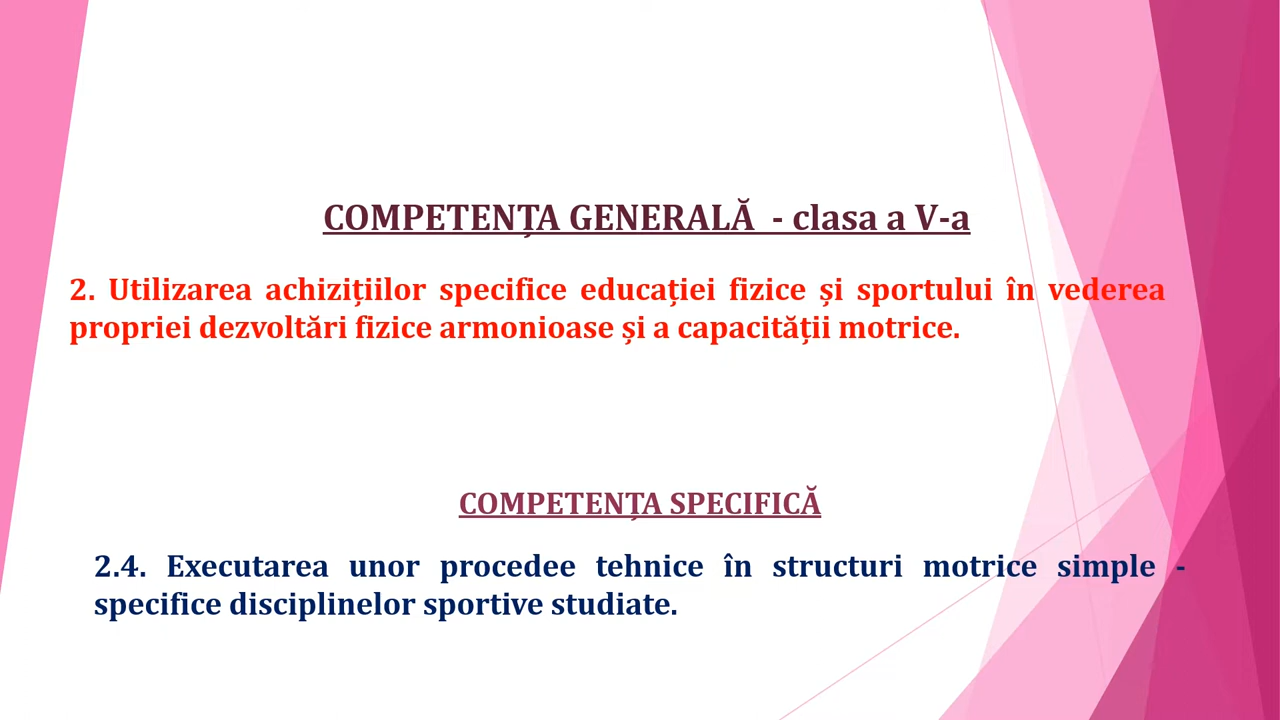 COMPETENȚA GENERALĂ - clasa a V-a
2. Utilizarea achizițiilor specifice educației fizice și sportului în vederea
propriei dezvoltări fizice armonioase și a capacității motrice.
COMPETENȚA SPECIFICĂ
2.4. Executarea unor procedee tehnice în structuri motrice simple -
specifice disciplinelor sportive studiate.